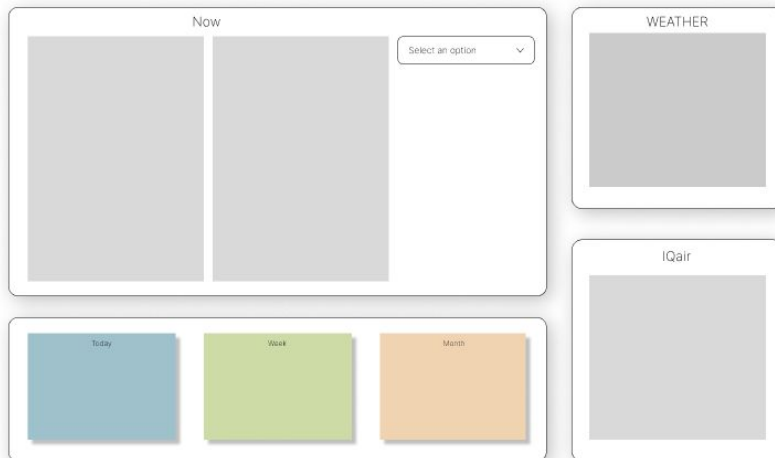 Now
Select an option
WEATHER
IQair
Today
Week
Month